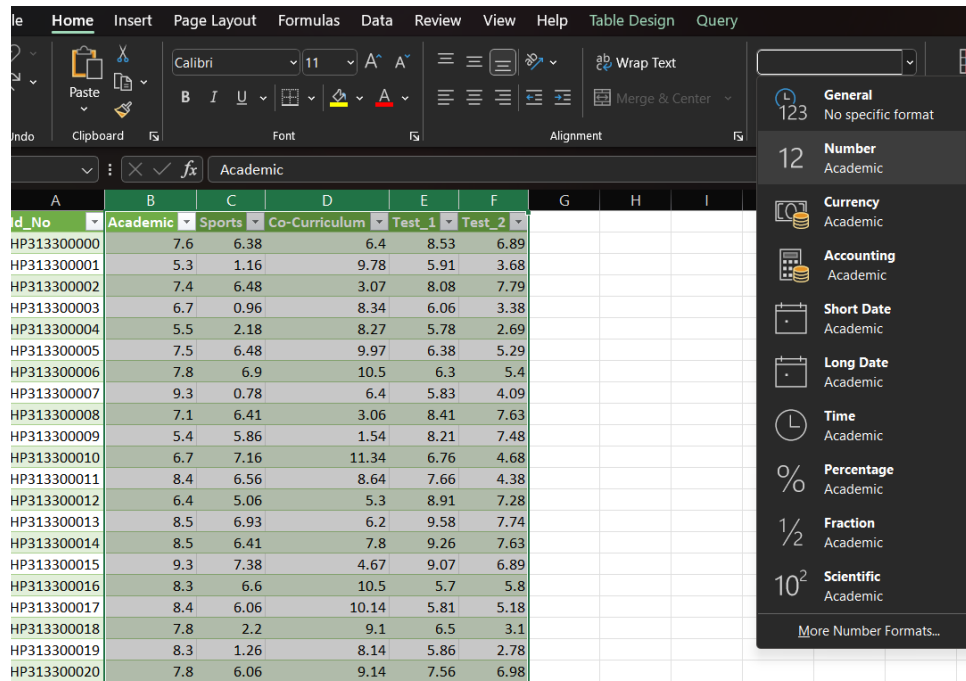 le Home Insert Page Layout Formulas Data Review View Help Table Design Query
Paste
Calibri 11 A A
B I U A
ab Wrap Text
Merge & Center
Undo Clipboard Font Alignment
fx Academic
A B C D E F G H I
Id_No Academic Sports Co-Curriculum Test_1 Test_2
HP313300000 7.6 6.38 6.4 8.53 6.89
HP313300001 5.3 1.16 9.78 5.91 3.68
HP313300002 7.4 6.48 3.07 8.08 7.79
HP313300003 6.7 0.96 8.34 6.06 3.38
HP313300004 5.5 2.18 8.27 5.78 2.69
HP313300005 7.5 6.48 9.97 6.38 5.29
HP313300006 7.8 6.9 10.5 6.3 5.4
HP313300007 9.3 0.78 6.4 5.83 4.09
HP313300008 7.1 6.41 3.06 8.41 7.63
HP313300009 5.4 5.86 1.54 8.21 7.48
HP313300010 6.7 7.16 11.34 6.76 4.68
HP313300011 8.4 6.56 8.64 7.66 4.38
HP313300012 6.4 5.06 5.3 8.91 7.28
HP313300013 8.5 6.93 6.2 9.58 7.74
HP313300014 8.5 6.41 7.8 9.26 7.63
HP313300015 9.3 7.38 4.67 9.07 6.89
HP313300016 8.3 6.6 10.5 5.7 5.8
HP313300017 8.4 6.06 10.14 5.81 5.18
HP313300018 7.8 2.2 9.1 6.5 3.1
HP313300019 8.3 1.26 8.14 5.86 2.78
HP313300020 7.8 6.06 9.14 7.56 6.98
123 General
No specific format
12 Number
Academic
Currency
Academic
Accounting
Academic
Short Date
Academic
Long Date
Academic
Time
Academic
% Percentage
Academic
1/2 Fraction
Academic
10² Scientific
Academic
More Number Formats...